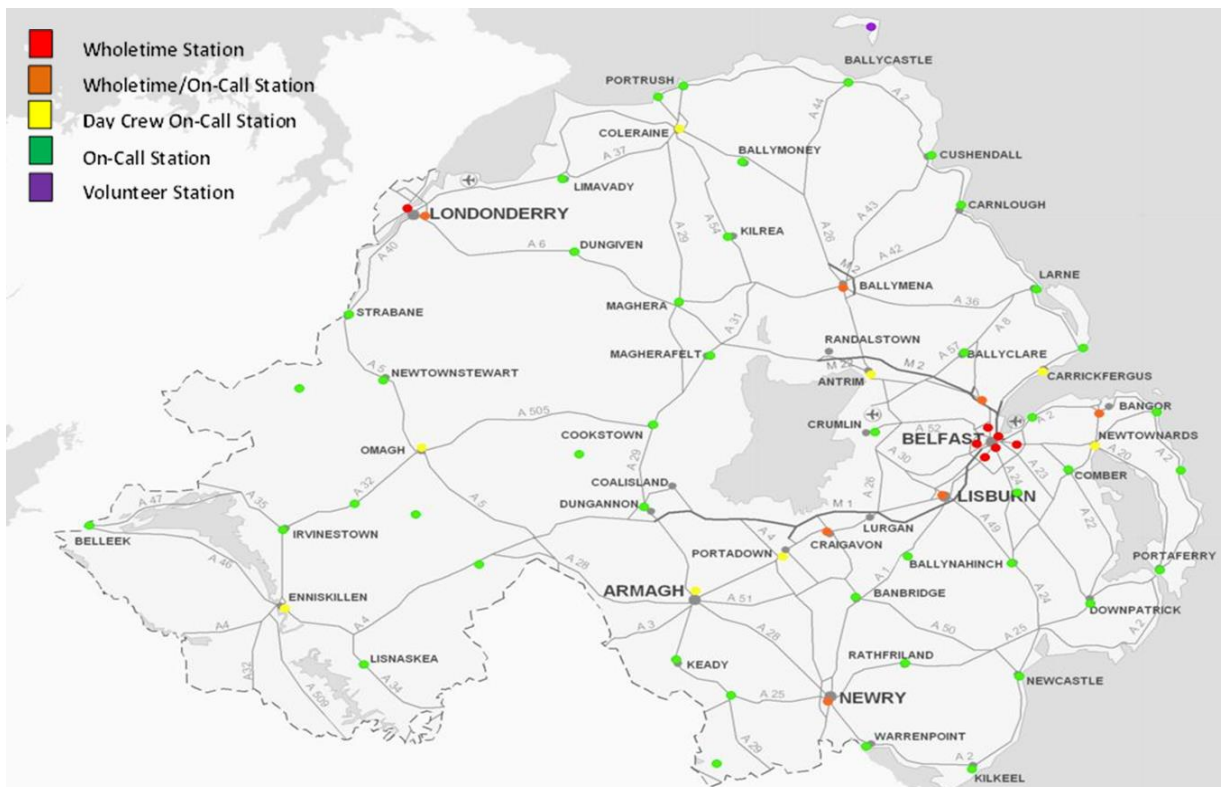 Wholetime Station
Wholetime/On-Call Station
Day Crew On-Call Station
On-Call Station
Volunteer Station
BALLYCASTLE
PORTRUSH
A 44
A 2
COLERAINE
A 37
BALLYMONEY
CUSHENDALL
LIMAVADY
LONDONDERRY
CARNLOUGH
A 43
A 54
A 29
A 26
KILREA
A 6
DUNGIVEN
A 40
A 42
M 2
LARNE
BALLYMENA
A 36
MAGHERA
STRABANE
A 31
A 8
RANDALSTOWN
MAGHERAFELT
A 57
BALLYCLARE
M 22
M 2
A 5
NEWTOWNSTEWART
ANTRIM
CARRICKFERGUS
A 505
BANGOR
A 2
CRUMLIN
A 52
BELFAST
COOKSTOWN
NEWTOWNARDS
OMAGH
A 29
A 30
A 20
A 2
A 23
A 24
COMBER
COALISLAND
A 32
A 26
LISBURN
A 47
A 35
A 5
DUNGANNON
M 1
LURGAN
A 49
A 22
BELLEEK
IRVINESTOWN
A 4
CRAIGAVON
PORTADOWN
A 46
A 28
A 1
BALLYNAHINCH
PORTAFERRY
ENNISKILLEN
ARMAGH
A 51
BANBRIDGE
A 24
DOWNPATRICK
A4
A 4
A 3
A 28
A 50
A 25
A 2
LISNASKEA
KEADY
RATHFRILAND
A32
A 34
A 509
A 25
NEWRY
NEWCASTLE
A 29
WARRENPOINT
A 2
KILKEEL